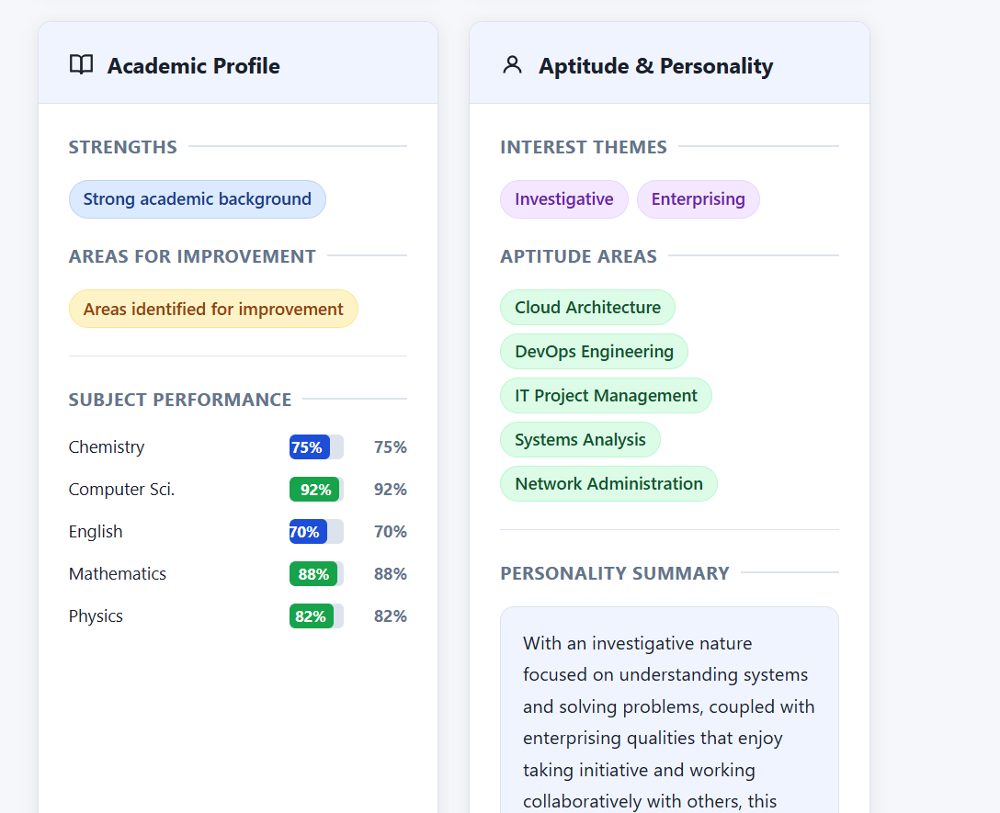 Academic Profile
STRENGTHS
Strong academic background
AREAS FOR IMPROVEMENT
Areas identified for improvement
SUBJECT PERFORMANCE
Chemistry 75% 75%
Computer Sci. 92% 92%
English 70% 70%
Mathematics 88% 88%
Physics 82% 82%
Aptitude & Personality
INTEREST THEMES
Investigative Enterprising
APTITUDE AREAS
Cloud Architecture
DevOps Engineering
IT Project Management
Systems Analysis
Network Administration
PERSONALITY SUMMARY
With an investigative nature
focused on understanding systems
and solving problems, coupled with
enterprising qualities that enjoy
taking initiative and working
collaboratively with others, this